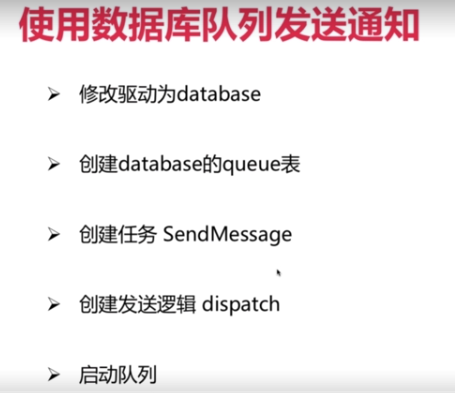 使用数据库队列发送通知
➢ 修改驱动为database
➢ 创建database的queue表
➢ 创建任务 SendMessage
➢ 创建发送逻辑 dispatch
➢ 启动队列